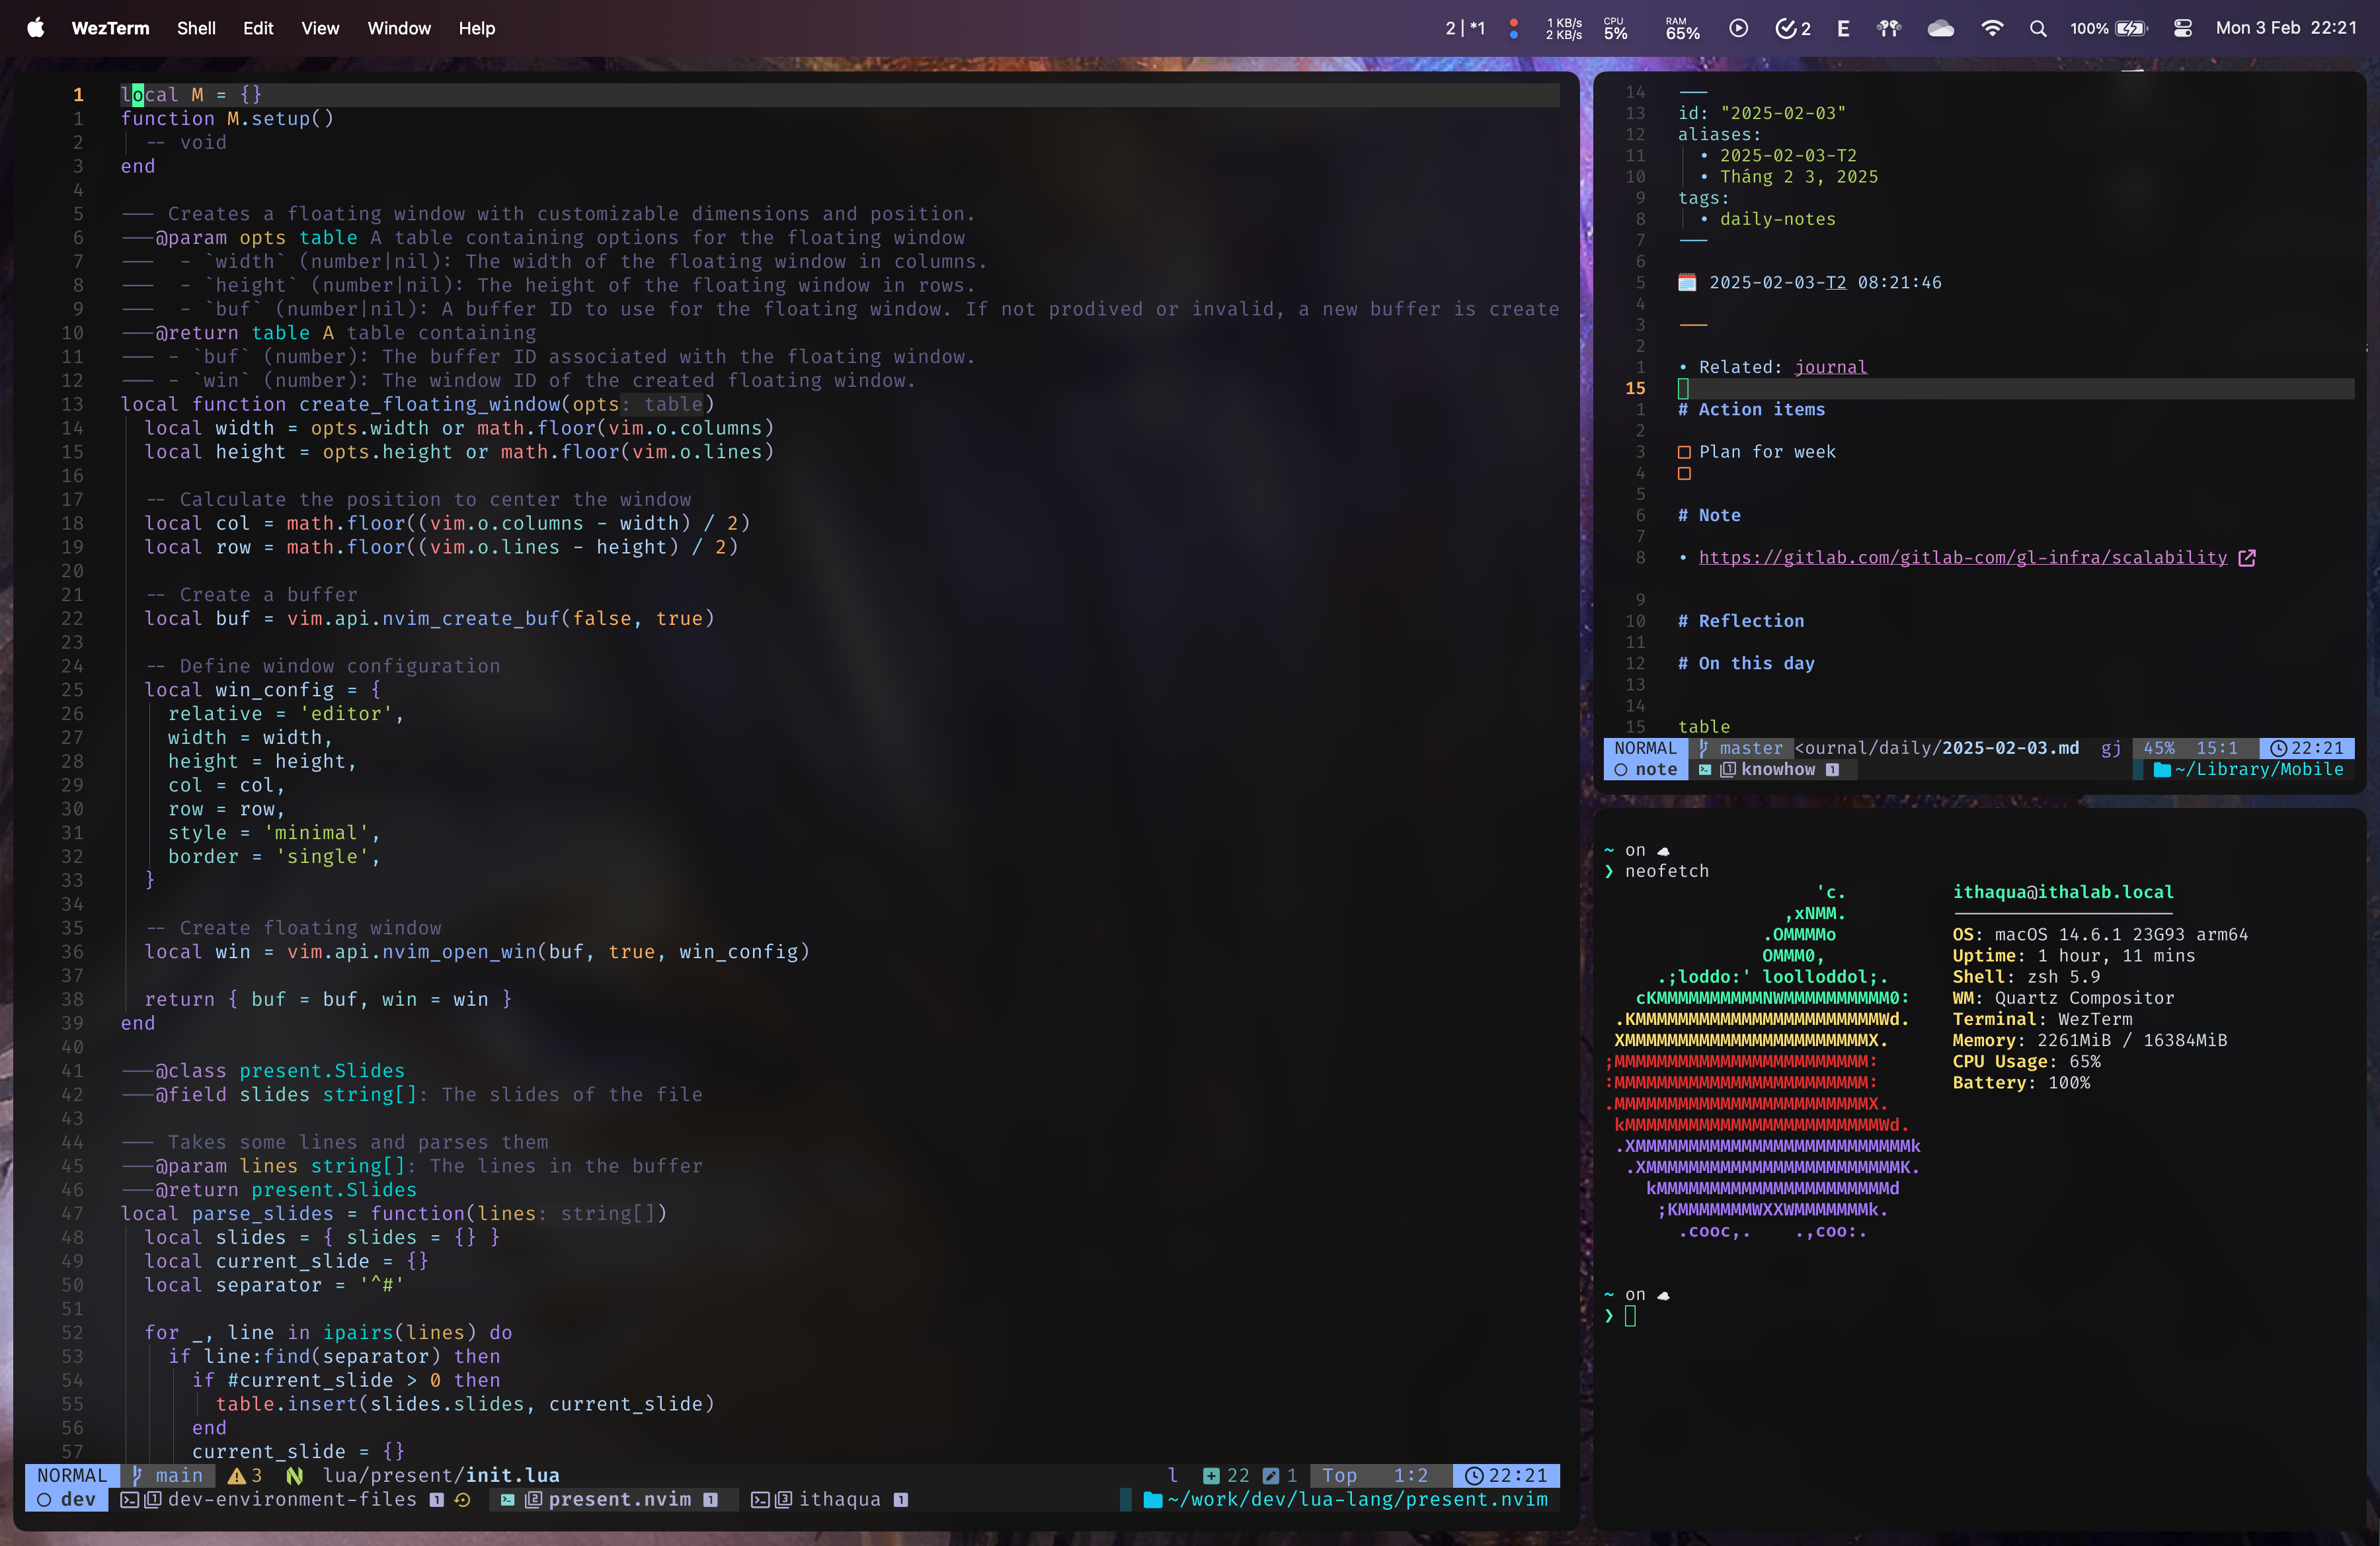 WezTerm Shell Edit View Window Help
2 | *1 1 KB/s 2 KB/s CPU 5% RAM 65% 2 E 100% Mon 3 Feb 22:21
1 local M = {}
1 function M.setup()
2 -- void
3 end
4
5 --- Creates a floating window with customizable dimensions and position.
6 ---@param opts table A table containing options for the floating window
7 --- - `width` (number|nil): The width of the floating window in columns.
8 --- - `height` (number|nil): The height of the floating window in rows.
9 --- - `buf` (number|nil): A buffer ID to use for the floating window. If not prodived or invalid, a new buffer is create
10 ---@return table A table containing
11 --- - `buf` (number): The buffer ID associated with the floating window.
12 --- - `win` (number): The window ID of the created floating window.
13 local function create_floating_window(opts: table)
14 local width = opts.width or math.floor(vim.o.columns)
15 local height = opts.height or math.floor(vim.o.lines)
16
17 -- Calculate the position to center the window
18 local col = math.floor((vim.o.columns - width) / 2)
19 local row = math.floor((vim.o.lines - height) / 2)
20
21 -- Create a buffer
22 local buf = vim.api.nvim_create_buf(false, true)
23
24 -- Define window configuration
25 local win_config = {
26 relative = 'editor',
27 width = width,
28 height = height,
29 col = col,
30 row = row,
31 style = 'minimal',
32 border = 'single',
33 }
34
35 -- Create floating window
36 local win = vim.api.nvim_open_win(buf, true, win_config)
37
38 return { buf = buf, win = win }
39 end
40
41 ---@class present.Slides
42 ---@field slides string[]: The slides of the file
43
44 --- Takes some lines and parses them
45 ---@param lines string[]: The lines in the buffer
46 ---@return present.Slides
47 local parse_slides = function(lines: string[])
48 local slides = { slides = {} }
49 local current_slide = {}
50 local separator = '^#'
51
52 for _, line in ipairs(lines) do
53 if line:find(separator) then
54 if #current_slide > 0 then
55 table.insert(slides.slides, current_slide)
56 end
57 current_slide = {}
NORMAL main 3 lua/present/init.lua l 22 1 Top 1:2 22:21
dev 1 dev-environment-files 1 2 present.nvim 1 3 ithaqua 1 ~/work/dev/lua-lang/present.nvim
14 ---
13 id: "2025-02-03"
12 aliases:
11 • 2025-02-03-T2
10 • Tháng 2 3, 2025
9 tags:
8 • daily-notes
7 ---
6
5 2025-02-03-T2 08:21:46
4
3 ---
2
1 • Related: journal
15
1 # Action items
2
3 Plan for week
4
5
6 # Note
7
8 • https://gitlab.com/gitlab-com/gl-infra/scalability
9
10 # Reflection
11
12 # On this day
13
14
15 table
NORMAL master <ournal/daily/2025-02-03.md gj 45% 15:1 22:21
note 1 knowhow 1 ~/Library/Mobile
~ on
❯ neofetch
'c.
,xNMM.
.OMMMMo
OMMM0,
.;loddo:' loolloddol;.
cKMMMMMMMMMMNWMMMMMMMMMM0:
.KMMMMMMMMMMMMMMMMMMMMMMMWd.
XMMMMMMMMMMMMMMMMMMMMMMMX.
;MMMMMMMMMMMMMMMMMMMMMMMM:
:MMMMMMMMMMMMMMMMMMMMMMMM:
.MMMMMMMMMMMMMMMMMMMMMMMMX.
kMMMMMMMMMMMMMMMMMMMMMMMMWd.
.XMMMMMMMMMMMMMMMMMMMMMMMMMMk
.XMMMMMMMMMMMMMMMMMMMMMMMMK.
kMMMMMMMMMMMMMMMMMMMMMMd
;KMMMMMMMWXXWMMMMMMMk.
.cooc,. .,coo:.
ithaqua@ithalab.local
---------------------
OS: macOS 14.6.1 23G93 arm64
Uptime: 1 hour, 11 mins
Shell: zsh 5.9
WM: Quartz Compositor
Terminal: WezTerm
Memory: 2261MiB / 16384MiB
CPU Usage: 65%
Battery: 100%
~ on
❯